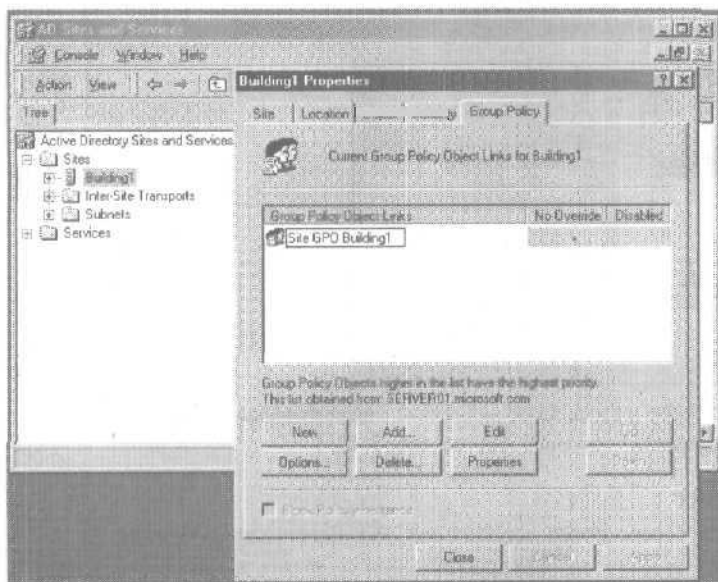 AD Sites and Services
Console Window Help
Action View
Tree
Active Directory Sites and Services
Sites
Building1
Inter-Site Transports
Subnets
Services
Building1 Properties
Site Location Group Policy
Current Group Policy Object Links for Building1
Group Policy Object Links No Override Disabled
Site GPO Building1
Group Policy Objects higher in the list have the highest priority.
This list obtained from: SERVER01.microsoft.com
New Add... Edit
Options... Delete... Properties
Close Cancel Apply